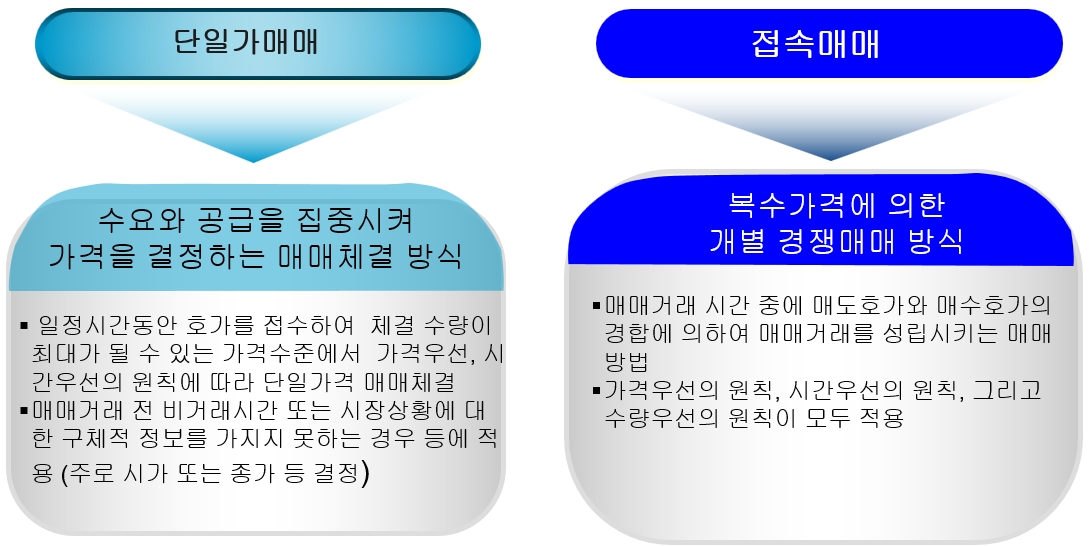 단일가매매
수요와 공급을 집중시켜
가격을 결정하는 매매체결 방식
▪ 일정시간동안 호가를 접수하여 체결 수량이
최대가 될 수 있는 가격수준에서 가격우선, 시
간우선의 원칙에 따라 단일가격 매매체결
▪매매거래 전 비거래시간 또는 시장상황에 대
한 구체적 정보를 가지지 못하는 경우 등에 적
용 (주로 시가 또는 종가 등 결정)
접속매매
복수가격에 의한
개별 경쟁매매 방식
▪매매거래 시간 중에 매도호가와 매수호가의
경합에 의하여 매매거래를 성립시키는 매매
방법
▪가격우선의 원칙, 시간우선의 원칙, 그리고
수량우선의 원칙이 모두 적용